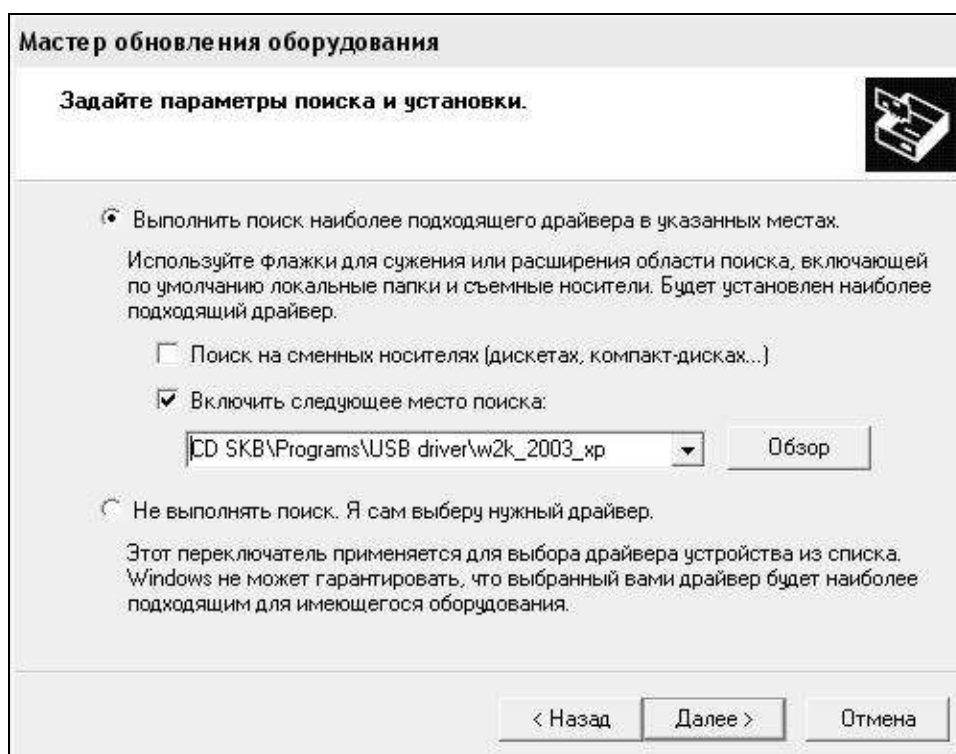 Мастер обновления оборудования
Задайте параметры поиска и установки.
Выполнить поиск наиболее подходящего драйвера в указанных местах.
Используйте флажки для сужения или расширения области поиска, включающей
по умолчанию локальные папки и съемные носители. Будет установлен наиболее
подходящий драйвер.
Поиск на сменных носителях (дискетах, компакт-дисках...)
Включить следующее место поиска:
CD SKB\Programs\USB driver\w2k_2003_xp
Обзор
Не выполнять поиск. Я сам выберу нужный драйвер.
Этот переключатель применяется для выбора драйвера устройства из списка.
Windows не может гарантировать, что выбранный вами драйвер будет наиболее
подходящим для имеющегося оборудования.
< Назад Далее > Отмена